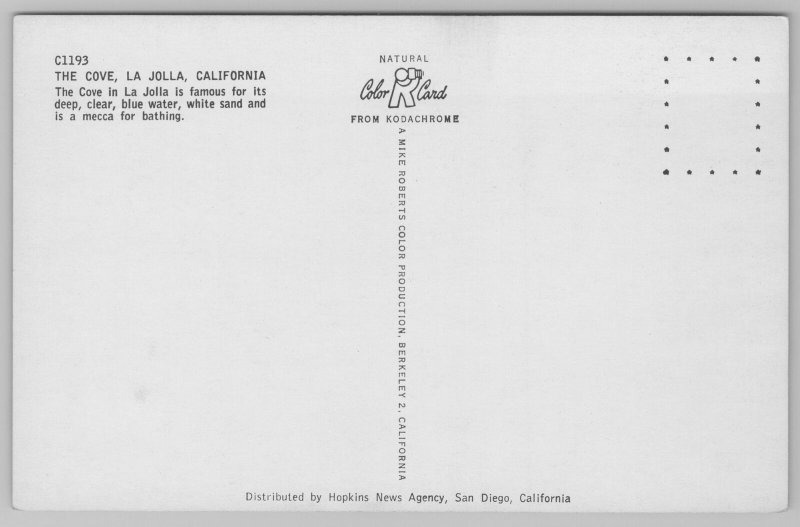 C1193
THE COVE, LA JOLLA, CALIFORNIA
The Cove in La Jolla is famous for its
deep, clear, blue water, white sand and
is a mecca for bathing.
NATURAL
Color Card
FROM KODACHROME
A MIKE ROBERTS COLOR PRODUCTION, BERKELEY 2, CALIFORNIA
Distributed by Hopkins News Agency, San Diego, California